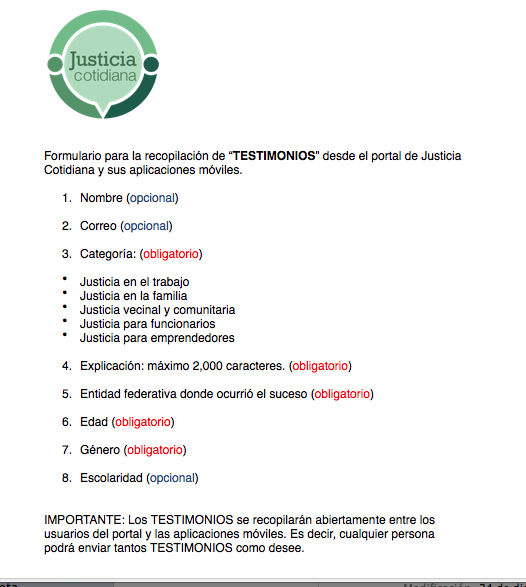 Justicia
cotidiana
Formulario para la recopilación de “TESTIMONIOS” desde el portal de Justicia
Cotidiana y sus aplicaciones móviles.
1. Nombre (opcional)
2. Correo (opcional)
3. Categoría: (obligatorio)
• Justicia en el trabajo
• Justicia en la familia
• Justicia vecinal y comunitaria
• Justicia para funcionarios
• Justicia para emprendedores
4. Explicación: máximo 2,000 caracteres. (obligatorio)
5. Entidad federativa donde ocurrió el suceso (obligatorio)
6. Edad (obligatorio)
7. Género (obligatorio)
8. Escolaridad (opcional)
IMPORTANTE: Los TESTIMONIOS se recopilarán abiertamente entre los
usuarios del portal y las aplicaciones móviles. Es decir, cualquier persona
podrá enviar tantos TESTIMONIOS como desee.